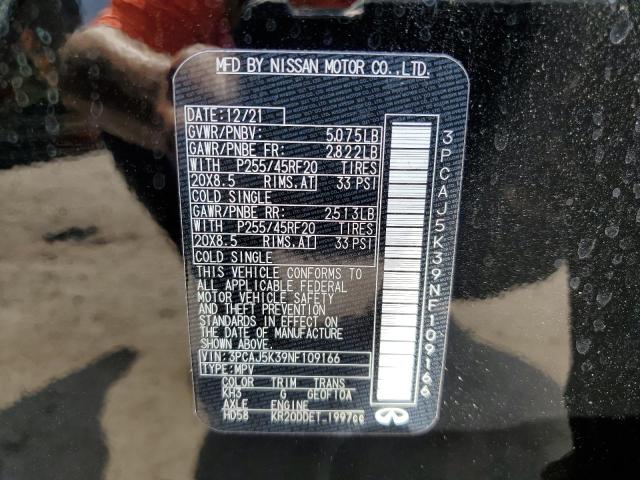 MFD BY NISSAN MOTOR CO.,LTD.
DATE: 12/21
GVWR/PNBV: 5075LB
GAWR/PNBE FR: 2822LB
WITH P255/45RF20 TIRES
20X8.5 RIMS,AT 33 PSI
COLD SINGLE
GAWR/PNBE RR: 2513LB
WITH P255/45RF20 TIRES
20X8.5 RIMS,AT 33 PSI
COLD SINGLE
THIS VEHICLE CONFORMS TO
ALL APPLICABLE FEDERAL
MOTOR VEHICLE SAFETY
AND THEFT PREVENTION
STANDARDS IN EFFECT ON
THE DATE OF MANUFACTURE
SHOWN ABOVE.
VIN: 3PCAJ5K39NF109166
TYPE: MPV
COLOR TRIM TRANS
KH3 G GE0F10A
AXLE ENGINE
HD58 KR20DDET-1997cc
3PCAJ5K39NF109166